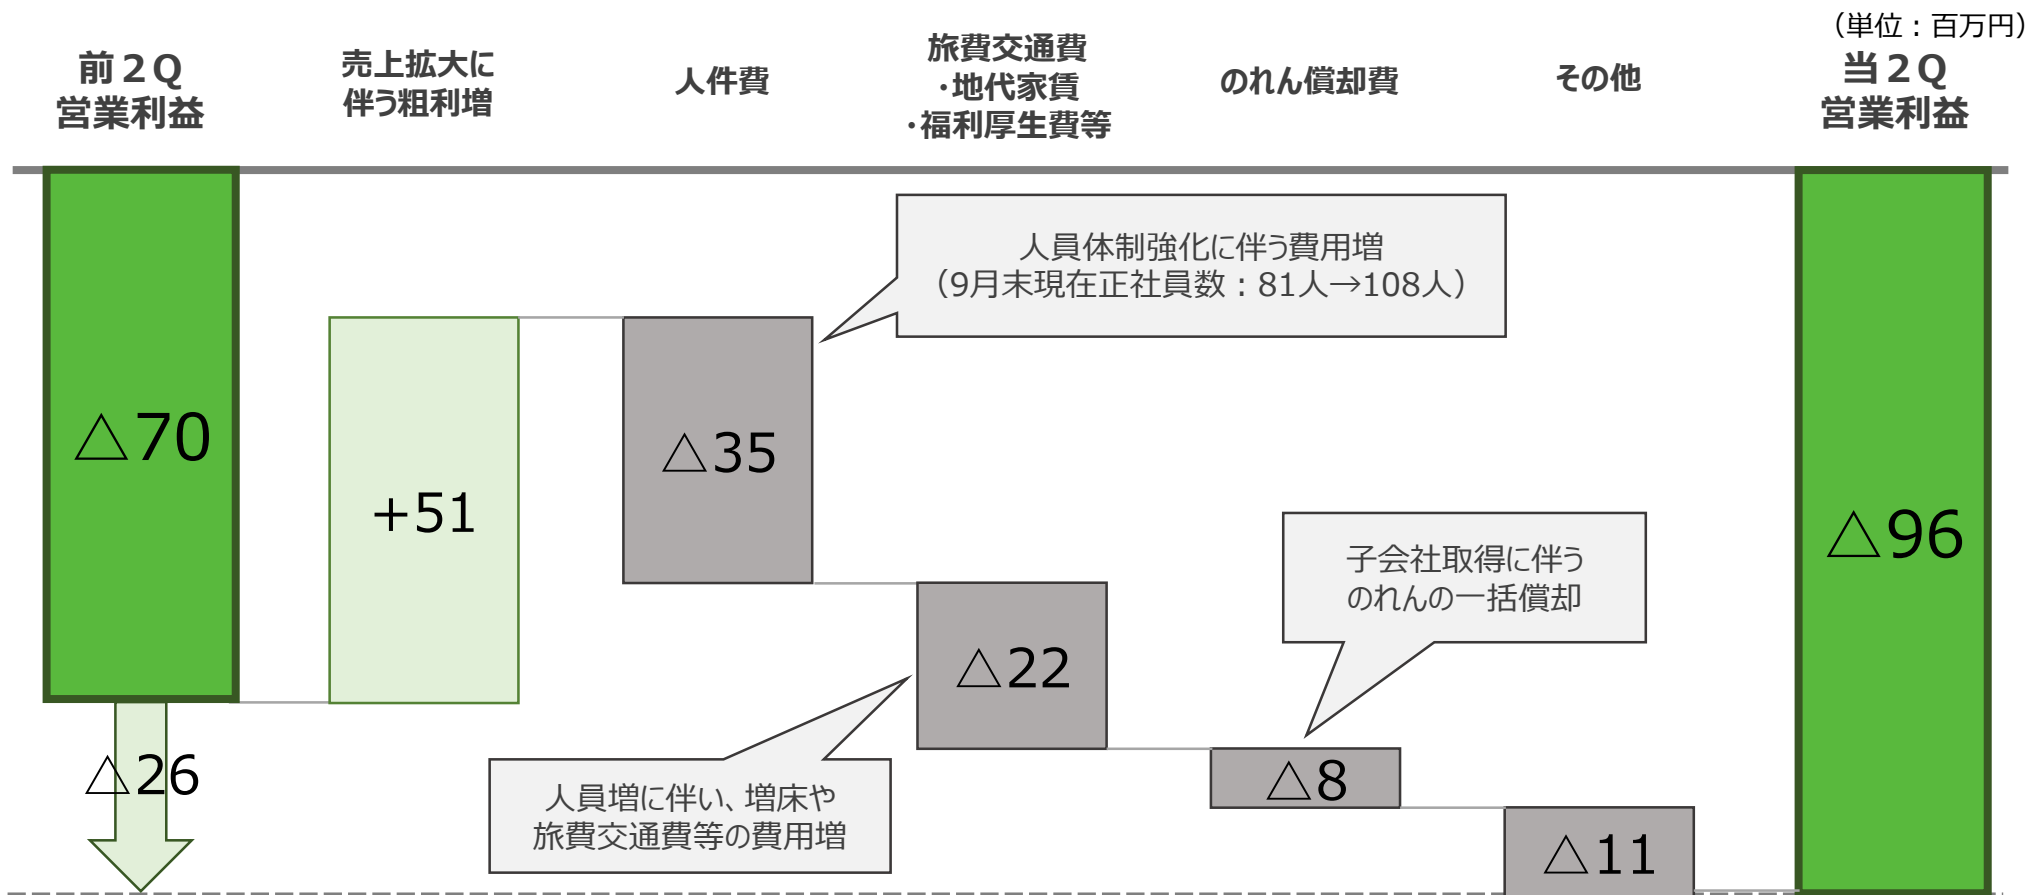 （単位：百万円）
前２Q
営業利益
売上拡大に
伴う粗利増
人件費
旅費交通費
・地代家賃
・福利厚生費等
のれん償却費
その他
当２Q
営業利益
人員体制強化に伴う費用増
（9月末現在正社員数：81人→108人）
△70
+51
△35
△22
△8
△11
△96
△26
子会社取得に伴う
のれんの一括償却
人員増に伴い、増床や
旅費交通費等の費用増